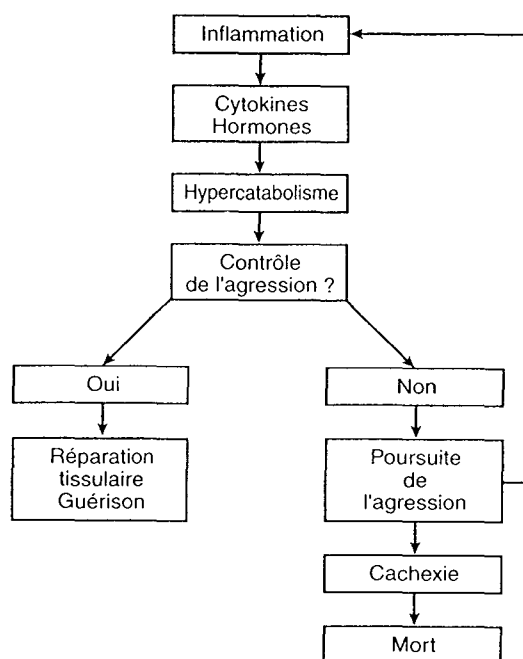 Inflammation
Cytokines
Hormones
Hypercatabolisme
Contrôle
de l'agression ?
Oui
Non
Réparation
tissulaire
Guérison
Poursuite
de
l'agression
Cachexie
Mort